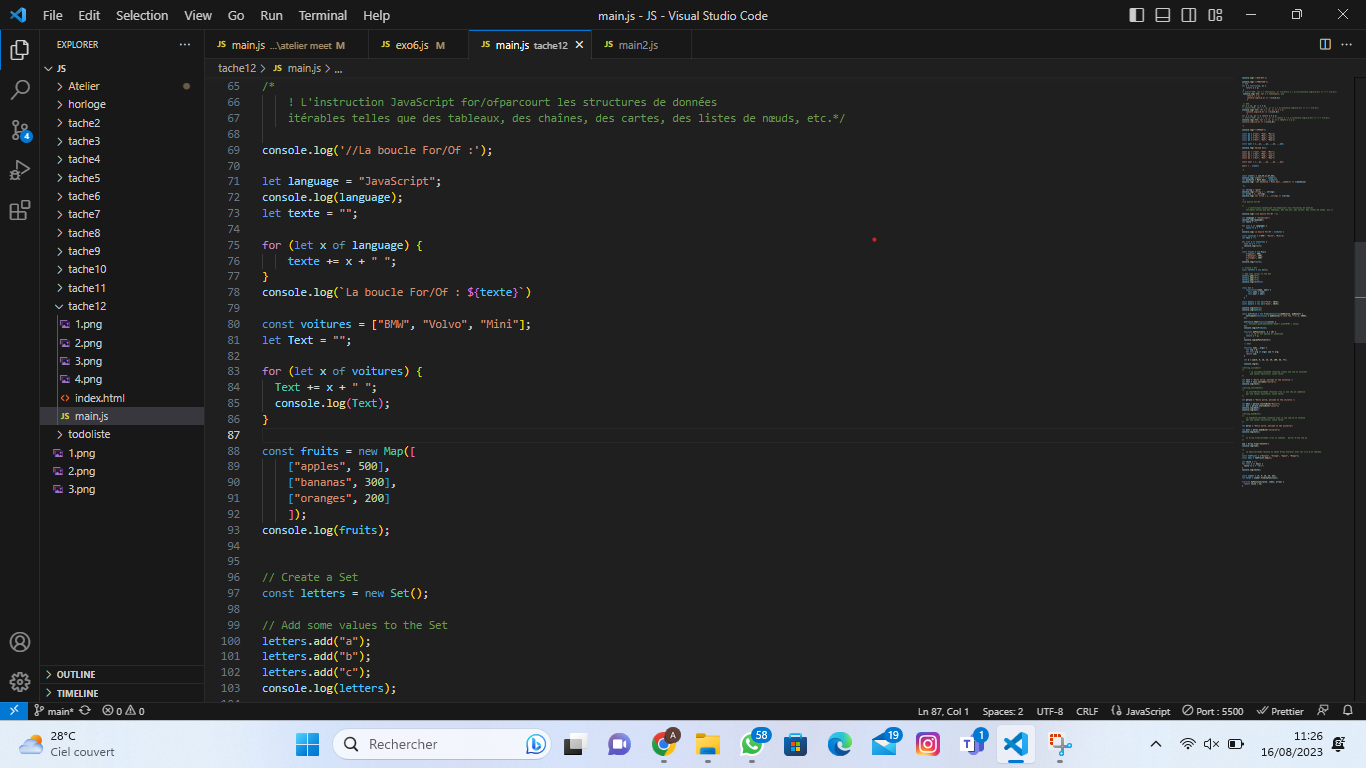 File Edit Selection View Go Run Terminal Help
main.js - JS - Visual Studio Code
EXPLORER
JS
Atelier
horloge
tache2
tache3
tache4
tache5
tache6
tache7
tache8
tache9
tache10
tache11
tache12
1.png
2.png
3.png
4.png
index.html
main.js
todoliste
1.png
2.png
3.png
OUTLINE
TIMELINE
JS main.js ...\atelier meet M
JS exo6.js M
JS main.js tache12
JS main2.js
tache12 > JS main.js > ...
65 /*
66 ! L'instruction JavaScript for/ofparcourt les structures de données
67 itérables telles que des tableaux, des chaînes, des cartes, des listes de nœuds, etc.*/
68
69 console.log('//La boucle For/Of :');
70
71 let language = "JavaScript";
72 console.log(language);
73 let texte = "";
74
75 for (let x of language) {
76 texte += x + " ";
77 }
78 console.log(`La boucle For/Of : ${texte}`)
79
80 const voitures = ["BMW", "Volvo", "Mini"];
81 let Text = "";
82
83 for (let x of voitures) {
84 Text += x + " ";
85 console.log(Text);
86 }
87
88 const fruits = new Map([
89 ["apples", 500],
90 ["bananas", 300],
91 ["oranges", 200]
92 ]);
93 console.log(fruits);
94
95
96 // Create a Set
97 const letters = new Set();
98
99 // Add some values to the Set
100 letters.add("a");
101 letters.add("b");
102 letters.add("c");
103 console.log(letters);
4
main* 0 0
Ln 87, Col 1 Spaces: 2 UTF-8 CRLF JavaScript Port : 5500 Prettier
28°C
Ciel couvert
Rechercher
A
58
19
1
11:26
16/08/2023